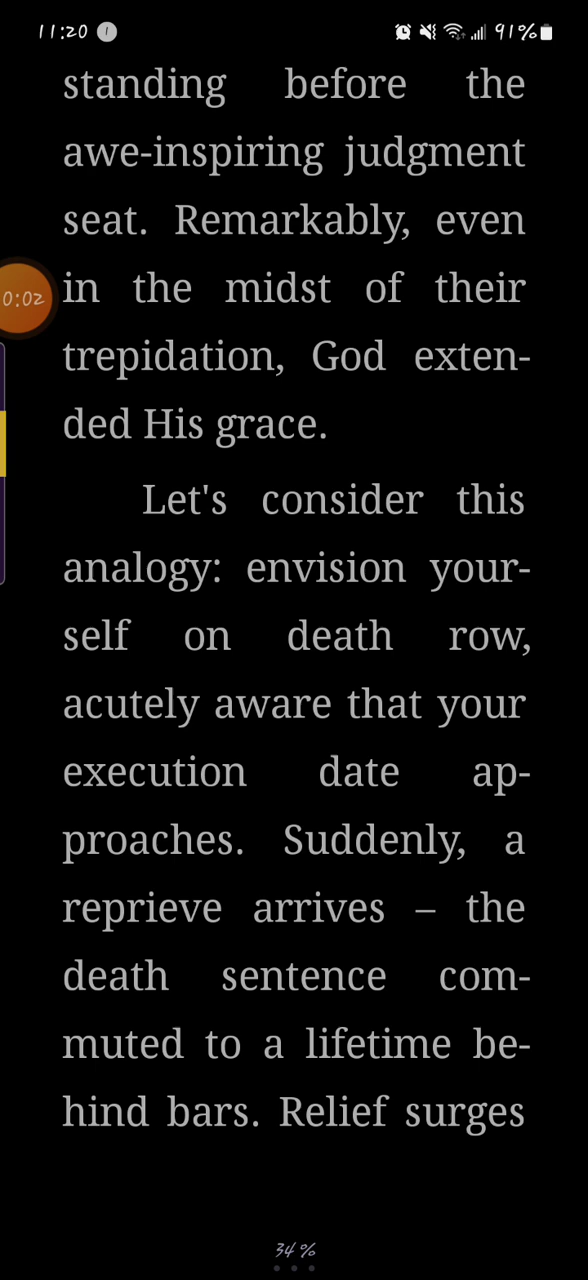 11:20
91%
standing before the
awe-inspiring judgment
seat. Remarkably, even
0:02
in the midst of their
trepidation, God exten-
ded His grace.
Let's consider this
analogy: envision your-
self on death row,
acutely aware that your
execution date ap-
proaches. Suddenly, a
reprieve arrives – the
death sentence com-
muted to a lifetime be-
hind bars. Relief surges
34%